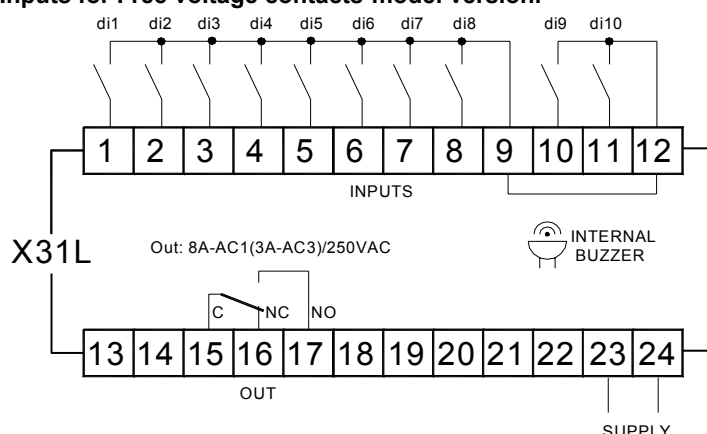 Inputs for Free voltage contacts model version.
di1 di2 di3 di4 di5 di6 di7 di8 di9 di10
1 2 3 4 5 6 7 8 9 10 11 12
INPUTS
X31L
Out: 8A-AC1(3A-AC3)/250VAC
INTERNAL
BUZZER
C NC NO
13 14 15 16 17 18 19 20 21 22 23 24
OUT
SUPPLY